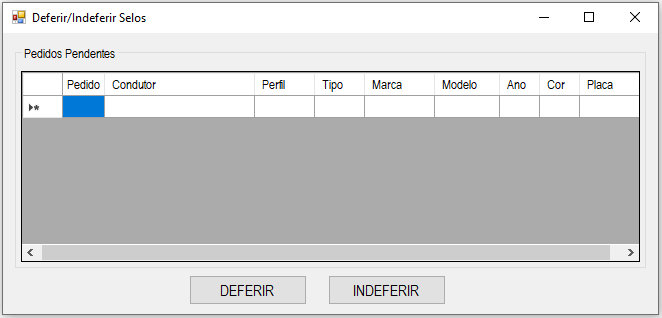 Deferir/Indeferir Selos
Pedidos Pendentes
Pedido Condutor Perfil Tipo Marca Modelo Ano Cor Placa
DEFERIR INDEFERIR